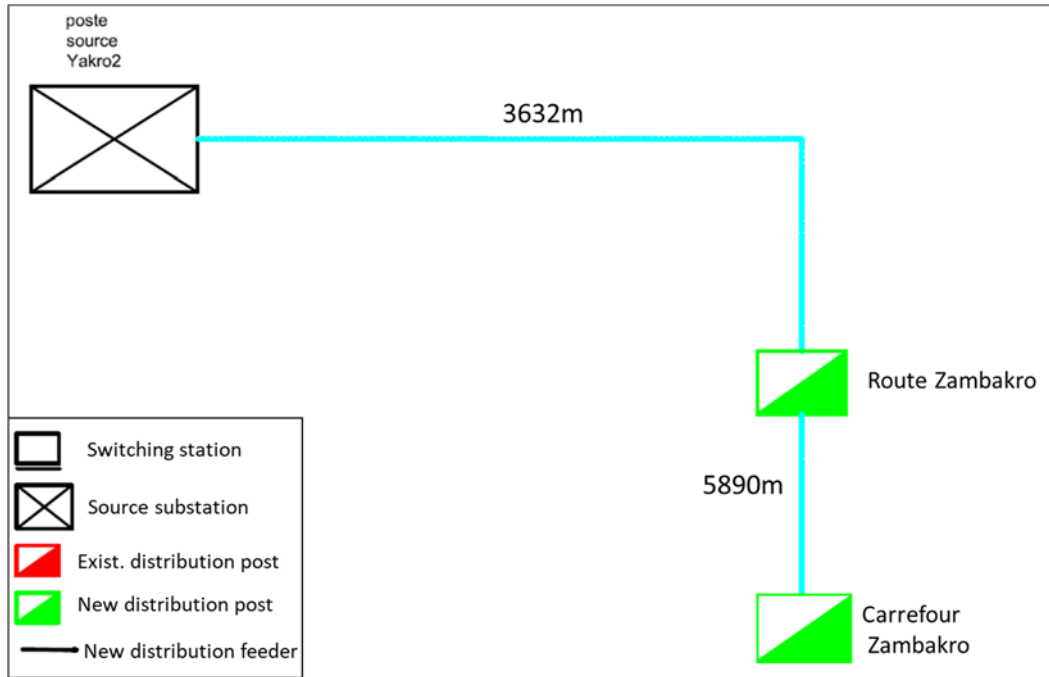 poste
source
Yakro2
3632m
Route Zambakro
5890m
Carrefour
Zambakro
Switching station
Source substation
Exist. distribution post
New distribution post
New distribution feeder